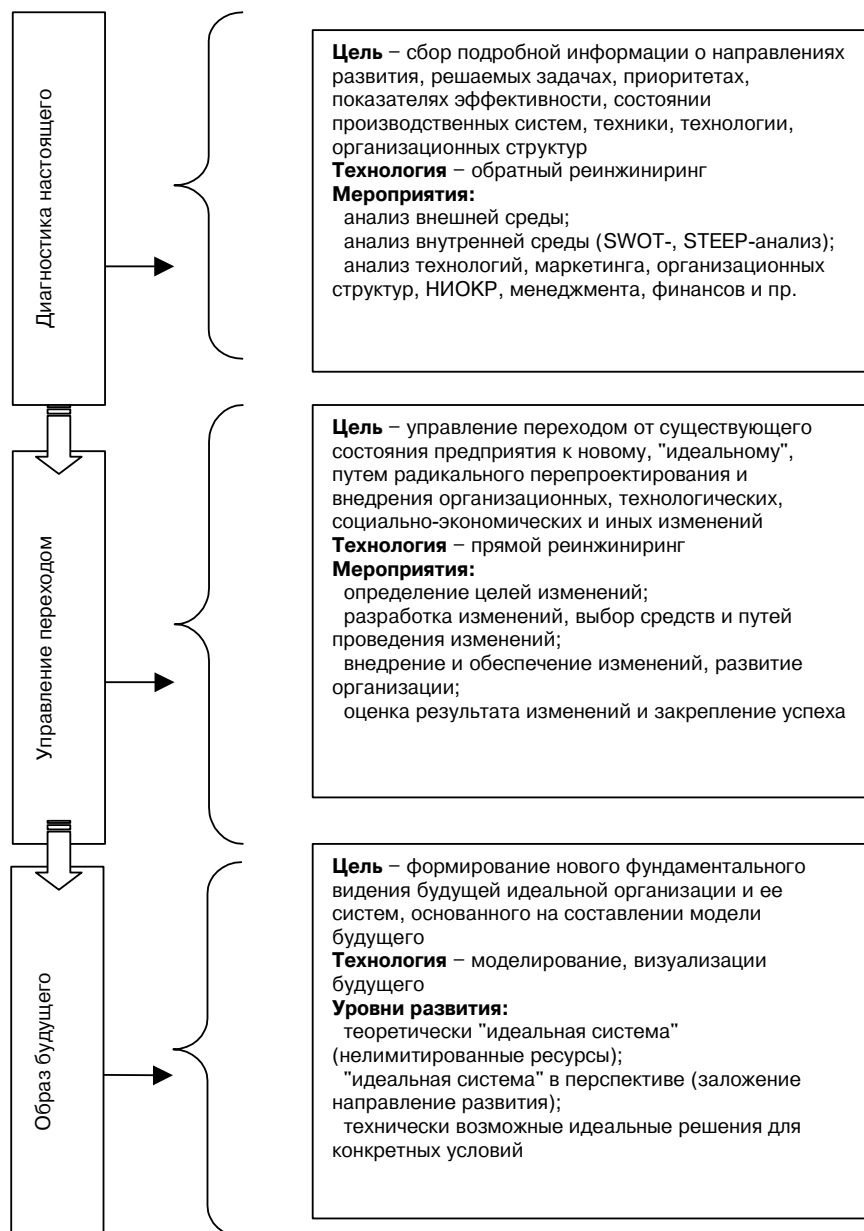 Диагностика настоящего
Цель – сбор подробной информации о направлениях
развития, решаемых задачах, приоритетах,
показателях эффективности, состоянии
производственных систем, техники, технологии,
организационных структур
Технология – обратный реинжиниринг
Мероприятия:
анализ внешней среды;
анализ внутренней среды (SWOT-, STEEP-анализ);
анализ технологий, маркетинга, организационных
структур, НИОКР, менеджмента, финансов и пр.
Управление переходом
Цель – управление переходом от существующего
состояния предприятия к новому, "идеальному",
путем радикального перепроектирования и
внедрения организационных, технологических,
социально-экономических и иных изменений
Технология – прямой реинжиниринг
Мероприятия:
определение целей изменений;
разработка изменений, выбор средств и путей
проведения изменений;
внедрение и обеспечение изменений, развитие
организации;
оценка результата изменений и закрепление успеха
Образ будущего
Цель – формирование нового фундаментального
видения будущей идеальной организации и ее
систем, основанного на составлении модели
будущего
Технология – моделирование, визуализации
будущего
Уровни развития:
теоретически "идеальная система"
(нелимитированные ресурсы);
"идеальная система" в перспективе (заложение
направление развития);
технически возможные идеальные решения для
конкретных условий